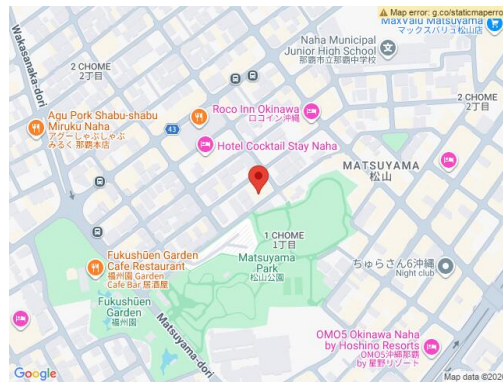 Map error: g.co/staticmaperro
Wakasanaka-dori
MaxValu Matsuyama
マックスバリュ松山店
Naha Municipal
Junior High School
那覇市立那覇中学校
2 CHOME
2丁目
2 CHOME
2丁目
Agu Pork Shabu-shabu
Miruku Naha
アグーしゃぶしゃぶ
みるく 那覇本店
Roco Inn Okinawa
ロコイン沖縄
43
Hotel Cocktail Stay Naha
MATSUYAMA
松山
1 CHOME
1丁目
Matsuyama
Park
松山公園
Fukushūen Garden
Cafe Restaurant
福州園 Garden
Cafe Bar 居酒屋
ちゅらさん6沖縄
Night club
Fukushūen
Garden
福州園
Matsuyama-dori
OMO5 Okinawa Naha
by Hoshino Resorts
OMO5沖縄那覇
by 星野リゾート
Google
Map data ©202